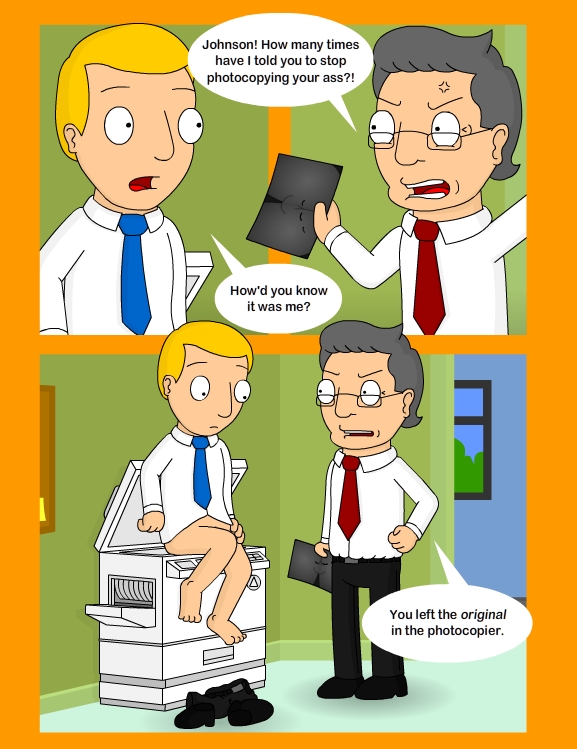 Johnson! How many times
have I told you to stop
photocopying your ass?!
How'd you know
it was me?
You left the original
in the photocopier.